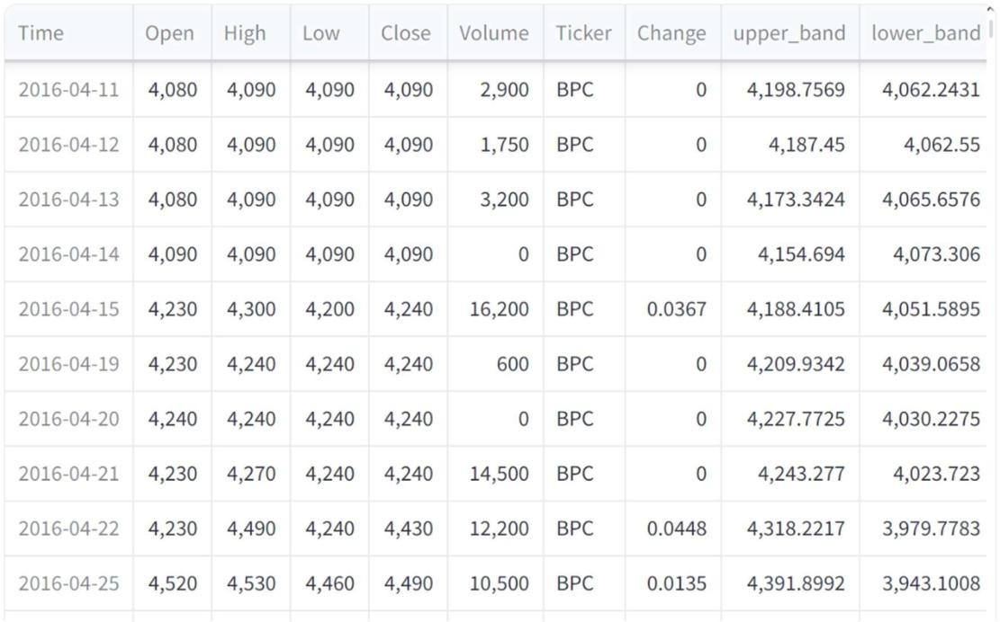 Time Open High Low Close Volume Ticker Change upper_band lower_band
2016-04-11 4,080 4,090 4,090 4,090 2,900 BPC 0 4,198.7569 4,062.2431
2016-04-12 4,080 4,090 4,090 4,090 1,750 BPC 0 4,187.45 4,062.55
2016-04-13 4,080 4,090 4,090 4,090 3,200 BPC 0 4,173.3424 4,065.6576
2016-04-14 4,090 4,090 4,090 4,090 0 BPC 0 4,154.694 4,073.306
2016-04-15 4,230 4,300 4,200 4,240 16,200 BPC 0.0367 4,188.4105 4,051.5895
2016-04-19 4,230 4,240 4,240 4,240 600 BPC 0 4,209.9342 4,039.0658
2016-04-20 4,240 4,240 4,240 4,240 0 BPC 0 4,227.7725 4,030.2275
2016-04-21 4,230 4,270 4,240 4,240 14,500 BPC 0 4,243.277 4,023.723
2016-04-22 4,230 4,490 4,240 4,430 12,200 BPC 0.0448 4,318.2217 3,979.7783
2016-04-25 4,520 4,530 4,460 4,490 10,500 BPC 0.0135 4,391.8992 3,943.1008